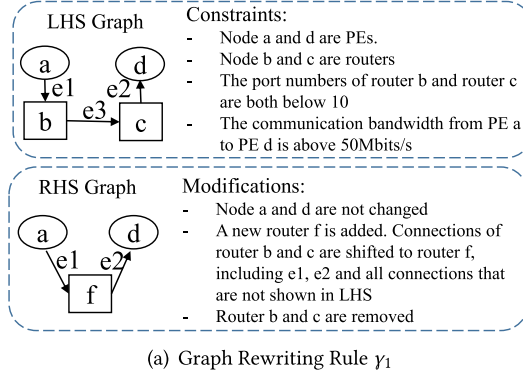 LHS Graph
a
d
e1
e2
e3
b
c
Constraints:
- Node a and d are PEs.
- Node b and c are routers
- The port numbers of router b and router c
are both below 10
- The communication bandwidth from PE a
to PE d is above 50Mbits/s
RHS Graph
a
d
e1
e2
f
Modifications:
- Node a and d are not changed
- A new router f is added. Connections of
router b and c are shifted to router f,
including e1, e2 and all connections that
are not shown in LHS
- Router b and c are removed
(a) Graph Rewriting Rule γ1